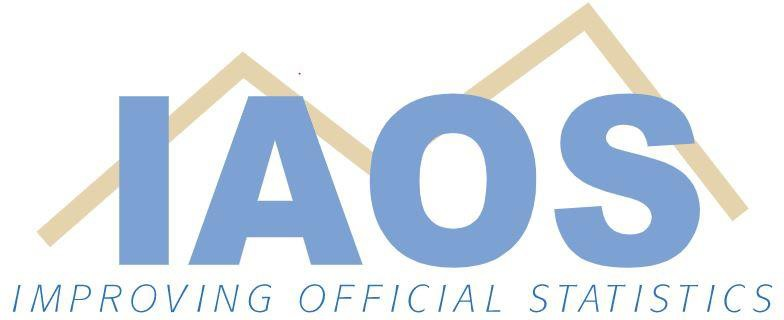 IAOS
IMPROVING OFFICIAL STATISTICS